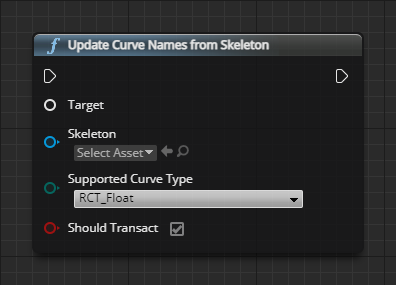 f Update Curve Names from Skeleton
Target
Skeleton
Select Asset
Supported Curve Type
RCT_Float
Should Transact